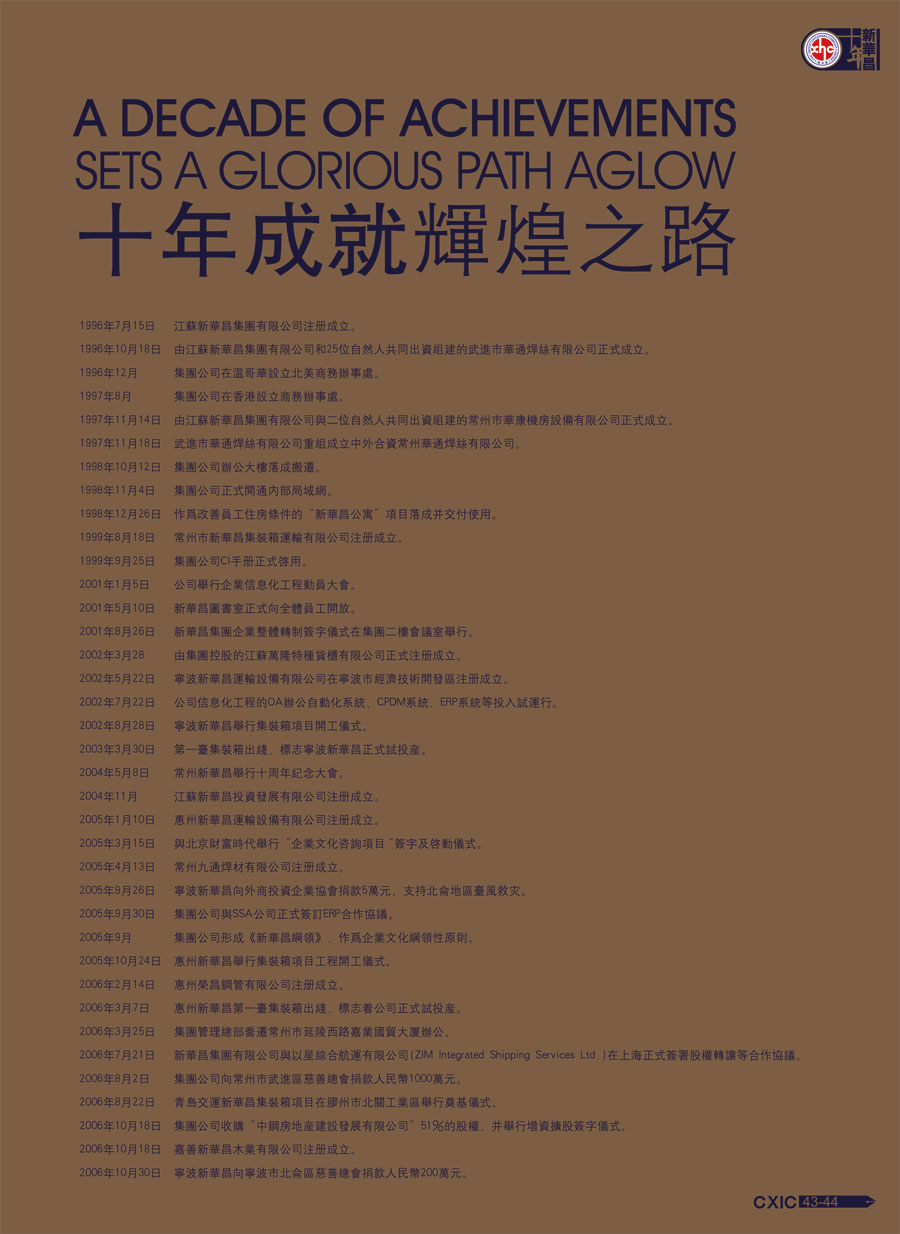 新華昌
十年
xhc
A DECADE OF ACHIEVEMENTS
SETS A GLORIOUS PATH AGLOW
十年成就輝煌之路
1996年7月15日 江蘇新華昌集團有限公司注册成立。
1996年10月18日 由江蘇新華昌集團有限公司和25位自然人共同出資組建的武進市華通焊絲有限公司正式成立。
1996年12月 集團公司在温哥華設立北美商務辦事處。
1997年8月 集團公司在香港設立商務辦事處。
1997年11月14日 由江蘇新華昌集團有限公司與二位自然人共同出資組建的常州市華康機房設備有限公司正式成立。
1997年11月18日 武進市華通焊絲有限公司重組成立中外合資常州華通焊絲有限公司。
1998年10月12日 集團公司辦公大樓落成搬遷。
1998年11月4日 集團公司正式開通内部局域網。
1998年12月26日 作爲改善員工住房條件的“新華昌公寓”項目落成并交付使用。
1999年8月18日 常州市新華昌集裝箱運輸有限公司注册成立。
1999年9月25日 集團公司CI手册正式啓用。
2001年1月5日 公司舉行企業信息化工程動員大會。
2001年5月10日 新華昌圖書室正式向全體員工開放。
2001年8月26日 新華昌集團企業整體轉制簽字儀式在集團二樓會議室舉行。
2002年3月28 由集團控股的江蘇萬隆特種貨櫃有限公司正式注册成立。
2002年5月22日 寧波新華昌運輸設備有限公司在寧波市經濟技術開發區注册成立。
2002年7月22日 公司信息化工程的OA辦公自動化系統、CPDM系統、ERP系統等投入試運行。
2002年8月28日 寧波新華昌舉行集裝箱項目開工儀式。
2003年3月30日 第一臺集裝箱出綫，標志寧波新華昌正式試投産。
2004年5月8日 常州新華昌舉行十周年紀念大會。
2004年11月 江蘇新華昌投資發展有限公司注册成立。
2005年1月10日 惠州新華昌運輸設備有限公司注册成立。
2005年3月15日 與北京財富時代舉行“企業文化咨詢項目”簽字及啓動儀式。
2005年4月13日 常州九通焊材有限公司注册成立。
2005年9月26日 寧波新華昌向外商投資企業協會捐款5萬元，支持北侖地區臺風救灾。
2005年9月30日 集團公司與SSA公司正式簽訂ERP合作協議。
2005年9月 集團公司形成《新華昌綱領》，作爲企業文化綱領性原則。
2005年10月24日 惠州新華昌舉行集裝箱項目工程開工儀式。
2006年2月14日 惠州榮昌鋼管有限公司注册成立。
2006年3月7日 惠州新華昌第一臺集裝箱出綫，標志着公司正式試投産。
2006年3月25日 集團管理總部喬遷常州市延陵西路嘉業國貿大厦辦公。
2006年7月21日 新華昌集團有限公司與以星綜合航運有限公司(ZIM Integrated Shipping Services Ltd.)在上海正式簽署股權轉讓等合作協議。
2006年8月2日 集團公司向常州市武進區慈善總會捐款人民幣1000萬元。
2006年8月22日 青島交運新華昌集裝箱項目在膠州市北關工業區舉行奠基儀式。
2006年10月18日 集團公司收購“中鋼房地産建設發展有限公司”51%的股權，并舉行增資擴股簽字儀式。
2006年10月18日 嘉善新華昌木業有限公司注册成立。
2006年10月30日 寧波新華昌向寧波市北侖區慈善總會捐款人民幣200萬元。
CXIC 43-44